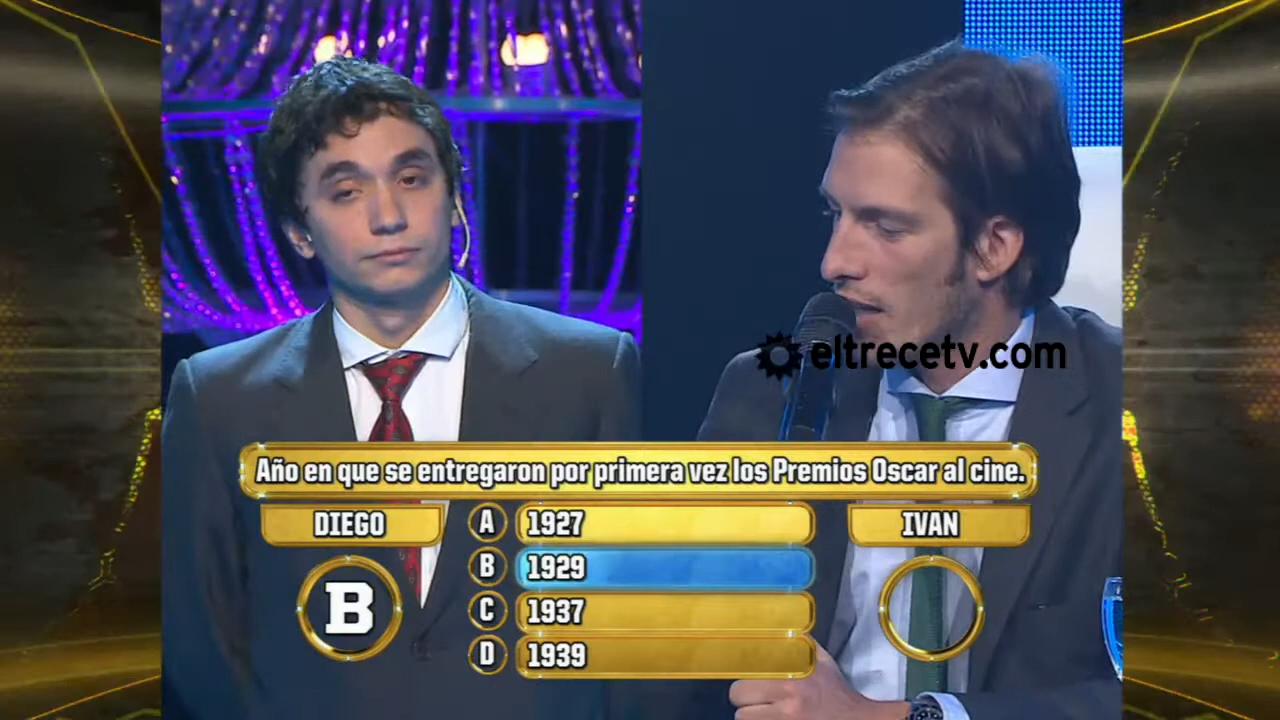 eltrecetv.com
Año en que se entregaron por primera vez los Premios Oscar al cine.
DIEGO
B
A 1927
B 1929
C 1937
D 1939
IVAN